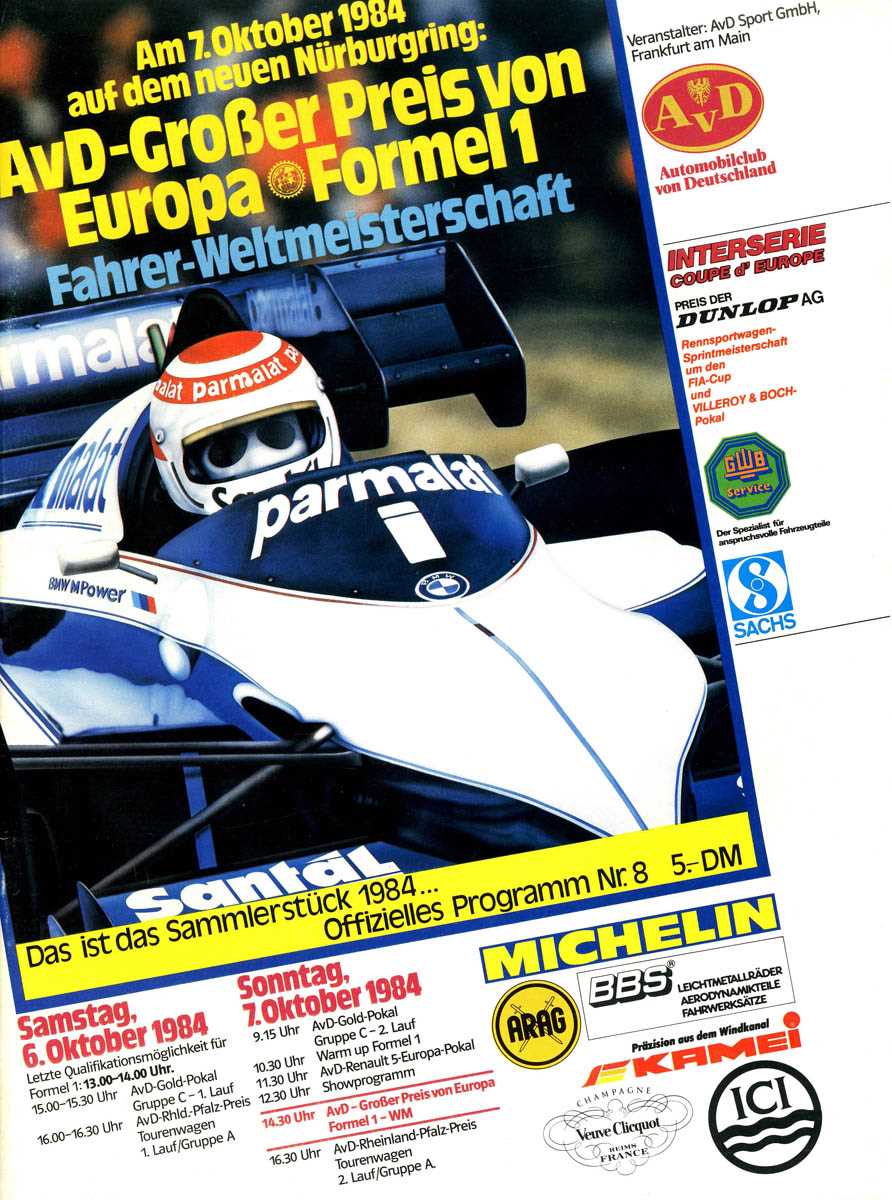 Am 7. Oktober 1984
auf dem neuen Nürburgring:
AvD-Großer Preis von
Europa Formel 1
Fahrer-Weltmeisterschaft
Veranstalter: AvD Sport GmbH,
Frankfurt am Main
AvD
Automobilclub
von Deutschland
INTERSERIE
COUPE d' EUROPE
PREIS DER
DUNLOP AG
Rennsportwagen-
Sprintmeisterschaft
um den
FIA-Cup
und
VILLEROY & BOCH-
Pokal
GWB
Service
Der Spezialist für
anspruchsvolle Fahrzeugteile
SACHS
rmala
malat parmalat parm
malat
parmalat
1
BMW M Power
BMW
santáL
Das ist das Sammlerstück 1984...
Offizielles Programm Nr. 8 5.-DM
Samstag,
6. Oktober 1984
Letzte Qualifikationsmöglichkeit für
Formel 1: 13.00-14.00 Uhr.
15.00-15.30 Uhr AvD-Gold-Pokal
Gruppe C - 1. Lauf
16.00-16.30 Uhr AvD-Rhld.-Pfalz-Preis
Tourenwagen
1. Lauf/Gruppe A
Sonntag,
7. Oktober 1984
9.15 Uhr AvD-Gold-Pokal
Gruppe C - 2. Lauf
10.30 Uhr Warm up Formel 1
11.30 Uhr AvD-Renault 5-Europa-Pokal
12.30 Uhr Showprogramm
14.30 Uhr AvD - Großer Preis von Europa
Formel 1 - WM
16.30 Uhr AvD-Rheinland-Pfalz-Preis
Tourenwagen
2. Lauf/Gruppe A.
MICHELIN
ARAG
BBS®
LEICHTMETALLRÄDER
AERODYNAMIKTEILE
FAHRWERKSÄTZE
Präzision aus dem Windkanal
KAMEI
CHAMPAGNE
Veuve Clicquot
REIMS
FRANCE
ICI